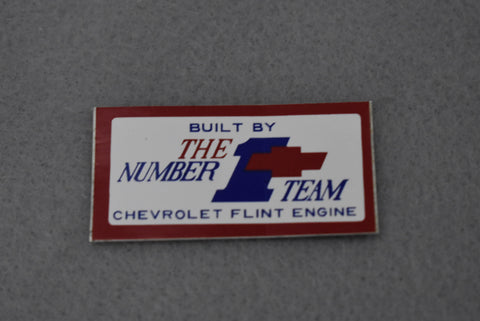 BUILT BY
THE
NUMBER 1 TEAM
CHEVROLET FLINT ENGINE